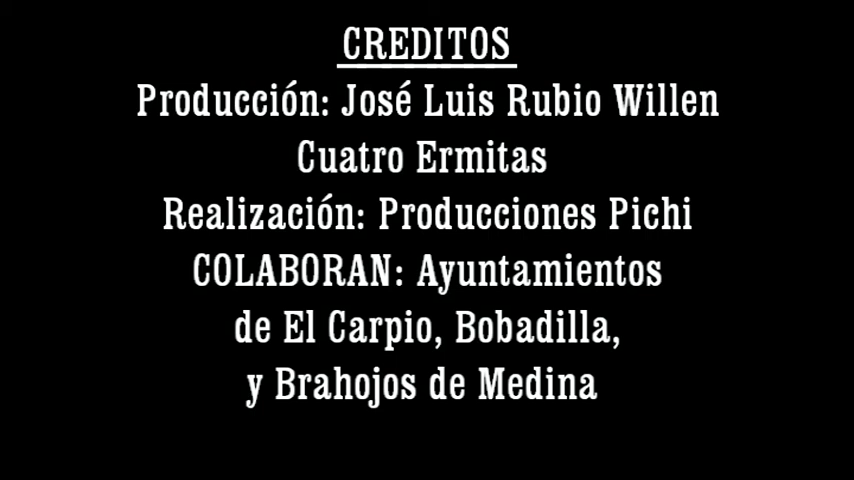 CREDITOS
Producción: José Luis Rubio Willen
Cuatro Ermitas
Realización: Producciones Pichi
COLABORAN: Ayuntamientos
de El Carpio, Bobadilla,
y Brahojos de Medina